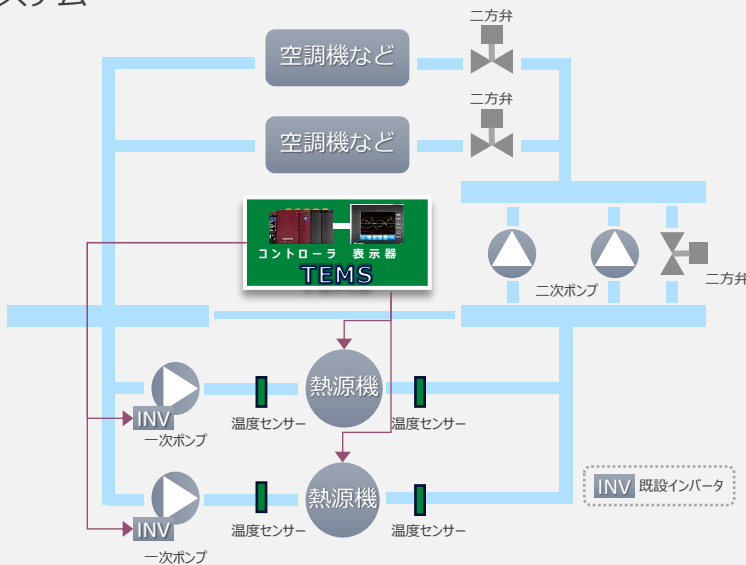 ステム
二方弁
空調機など
二方弁
空調機など
コントローラ 表示器
TEMS
二次ポンプ
二方弁
熱源機
INV
一次ポンプ
温度センサー
温度センサー
熱源機
INV
一次ポンプ
温度センサー
温度センサー
INV 既設インバータ